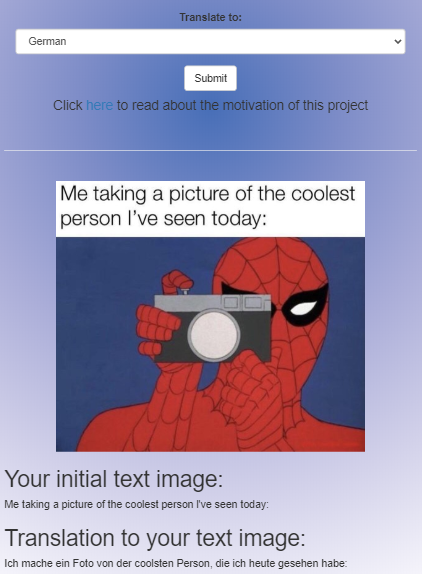 Translate to:
German
Submit
Click here to read about the motivation of this project
Me taking a picture of the coolest
person I've seen today:
Your initial text image:
Me taking a picture of the coolest person I've seen today:
Translation to your text image:
Ich mache ein Foto von der coolsten Person, die ich heute gesehen habe: